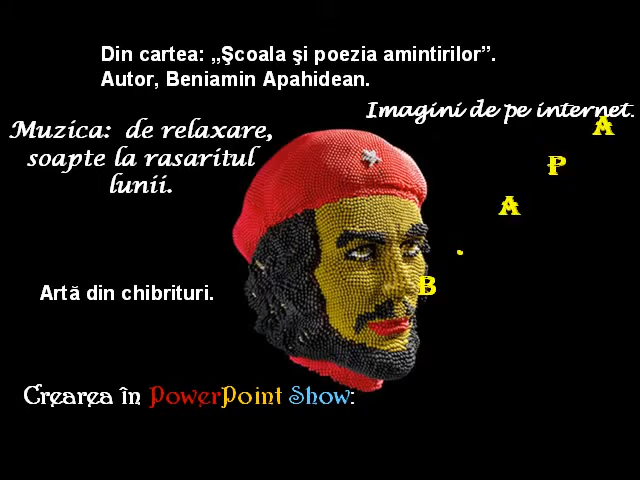 Din cartea: „Şcoala şi poezia amintirilor”.
Autor, Beniamin Apahidean.
Imagini de pe internet.
Muzica: de relaxare,
soapte la rasaritul
lunii.
B. APA
Artă din chibrituri.
Crearea în PowerPoint Show: